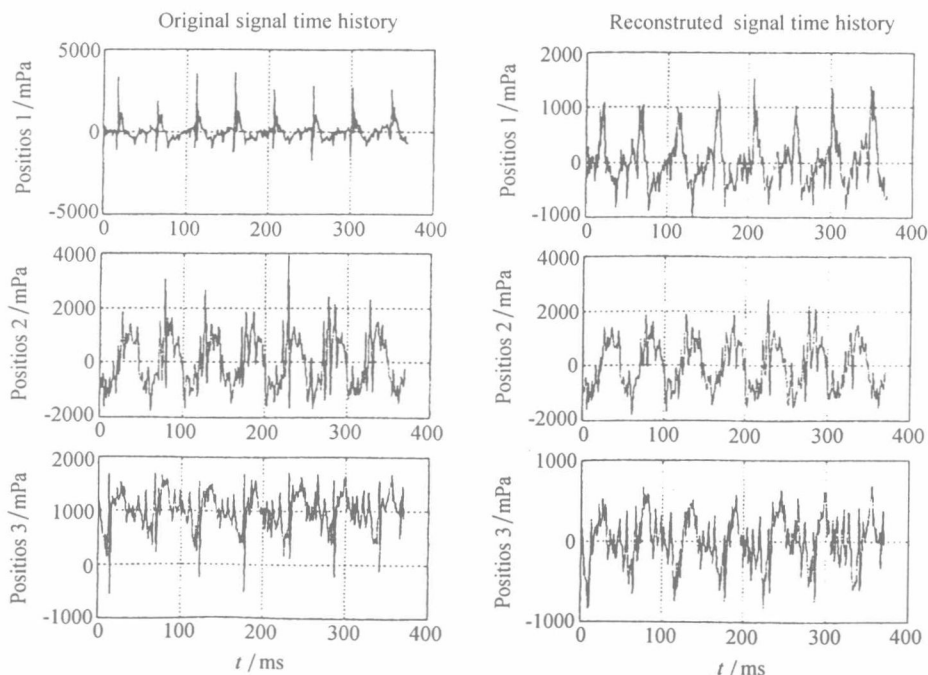 Original signal time history
Reconstruted signal time history
Positios 1 /mPa
5000
0
-5000
0 100 200 300 400
Positios 1 /mPa
2000
1000
0
-1000
0 100 200 300 400
Positios 2 /mPa
4000
2000
0
-2000
0 100 200 300 400
Positios 2 /mPa
4000
2000
0
-2000
0 100 200 300 400
Positios 3 /mPa
2000
1000
0
-1000
0 100 200 300 400
t / ms
Positios 3 /mPa
1000
0
-1000
0 100 200 300 400
t / ms